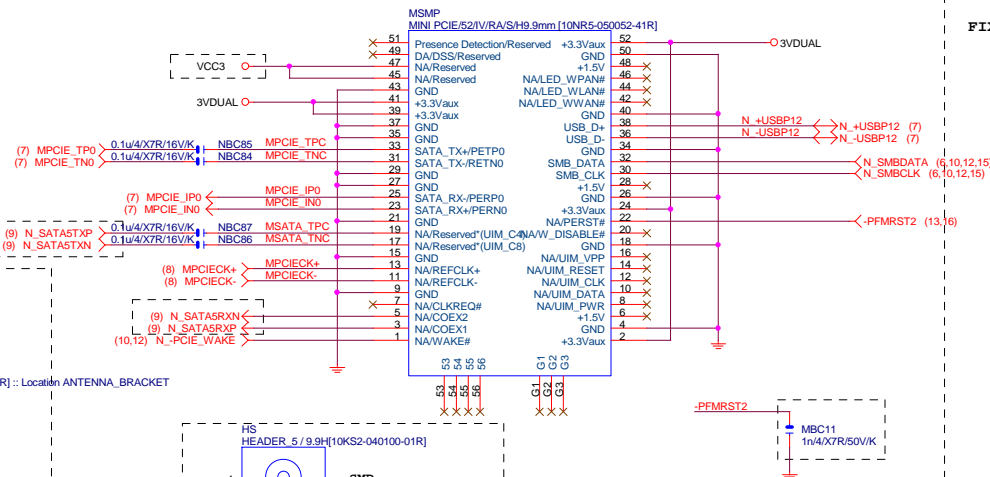 MSMP
MINI PCIE/52/IV/RA/S/H9.9mm [10NR5-050052-41R]
51 Presence Detection/Reserved +3.3Vaux 52 3VDUAL
49 DA/DSS/Reserved GND 50
VCC3 47 NA/Reserved +1.5V 48
45 NA/Reserved NA/LED_WPAN# 46
43 GND NA/LED_WLAN# 44
3VDUAL 41 +3.3Vaux NA/LED_WWAN# 42
39 +3.3Vaux GND 40
37 GND USB_D+ 38 N_+USBP12 N_+USBP12 (7)
35 GND USB_D- 36 N_-USBP12 N_-USBP12 (7)
(7) MPCIE_TP0 0.1u/4/X7R/16V/K NBC85 MPCIE_TPC 33 SATA_TX+/PETP0 GND 34
(7) MPCIE_TN0 0.1u/4/X7R/16V/K NBC84 MPCIE_TNC 31 SATA_TX-/RETN0 SMB_DATA 32 N_SMBDATA (6,10,12,15)
29 GND SMB_CLK 30 N_SMBCLK (6,10,12,15)
27 GND +1.5V 28
(7) MPCIE_IP0 MPCIE_IP0 25 SATA_RX-/PERP0 GND 26
(7) MPCIE_IN0 MPCIE_IN0 23 SATA_RX+/PERN0 +3.3Vaux 24
21 GND NA/PERST# 22 -PFMRST2 (13,16)
(9) N_SATA5TXP 0.1u/4/X7R/16V/K NBC87 MSATA_TPC 19 NA/Reserved*(UIM_C4) NA/W_DISABLE# 20
(9) N_SATA5TXN 0.1u/4/X7R/16V/K NBC86 MSATA_TNC 17 NA/Reserved*(UIM_C8) GND 18
15 GND NA/UIM_VPP 16
(8) MPCIECK+ MPCIECK+ 13 NA/REFCLK+ NA/UIM_RESET 14
(8) MPCIECK- MPCIECK- 11 NA/REFCLK- NA/UIM_CLK 12
9 GND NA/UIM_DATA 10
7 NA/CLKREQ# NA/UIM_PWR 8
(9) N_SATA5RXN 5 NA/COEX2 +1.5V 6
(9) N_SATA5RXP 3 NA/COEX1 GND 4
(10,12) N_-PCIE_WAKE 1 NA/WAKE# +3.3Vaux 2
53 54 55 56 G1 G2 G3
53 54 55 56 G1 G2 G3
R] :: Location ANTENNA_BRACKET
-PFMRST2
MBC11
1n/4/X7R/50V/K
HS
HEADER_5 / 9.9H[10KS2-040100-01R]